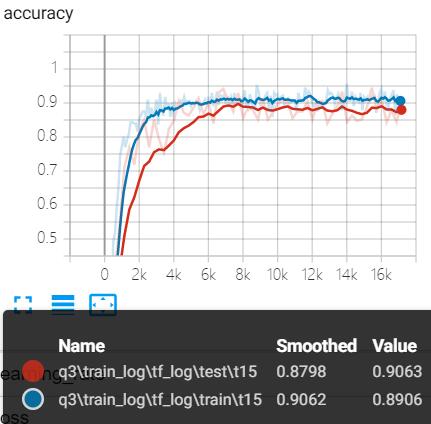 accuracy
1
0.9
0.8
0.7
0.6
0.5
0 2k 4k 6k 8k 10k 12k 14k 16k
Name Smoothed Value
q3\train_log\tf_log\test\t15 0.8798 0.9063
q3\train_log\tf_log\train\t15 0.9062 0.8906
oss